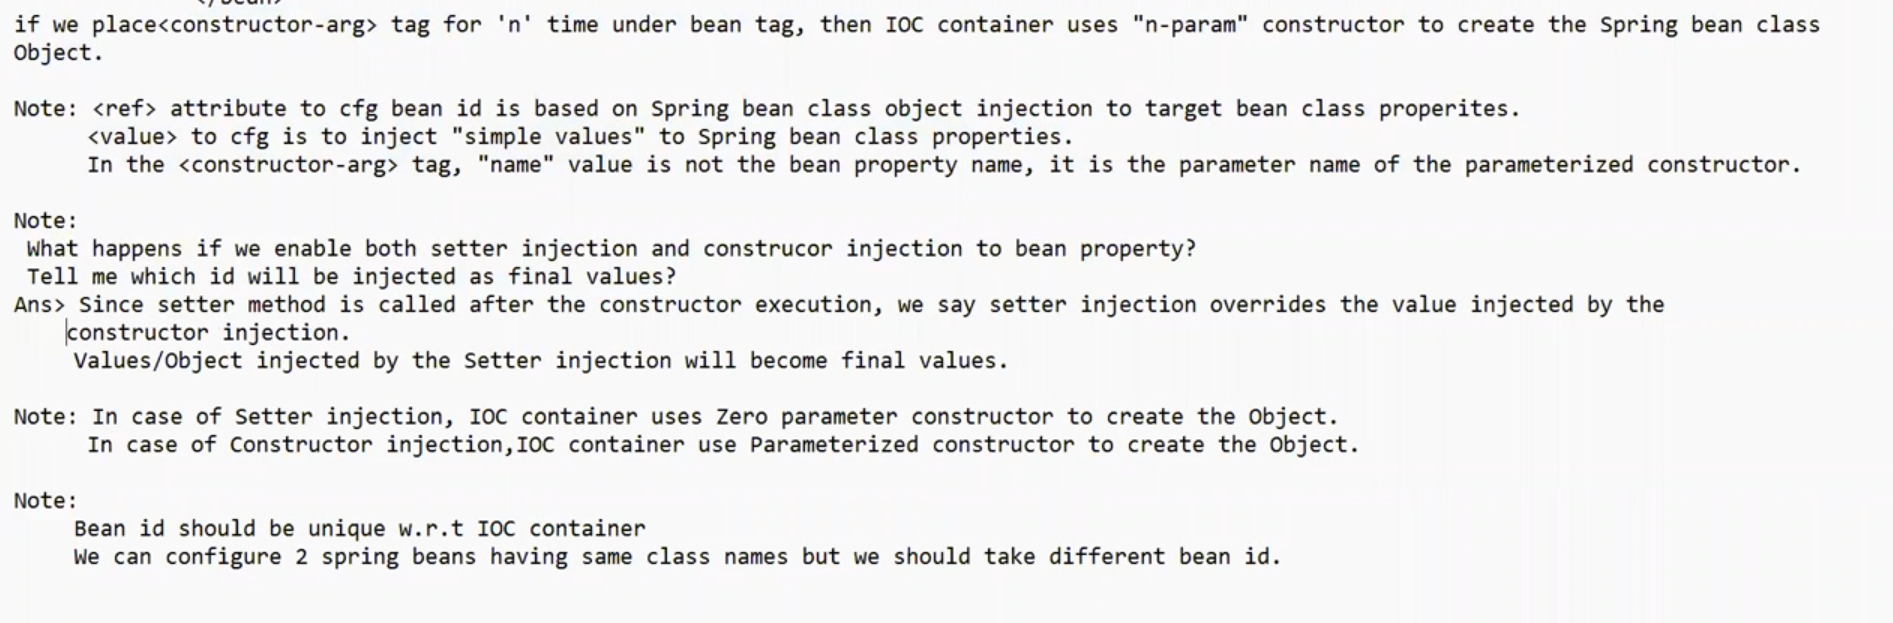 </bean>
if we place<constructor-arg> tag for 'n' time under bean tag, then IOC container uses "n-param" constructor to create the Spring bean class
Object.
Note: <ref> attribute to cfg bean id is based on Spring bean class object injection to target bean class properites.
<value> to cfg is to inject "simple values" to Spring bean class properties.
In the <constructor-arg> tag, "name" value is not the bean property name, it is the parameter name of the parameterized constructor.
Note:
What happens if we enable both setter injection and construcor injection to bean property?
Tell me which id will be injected as final values?
Ans> Since setter method is called after the constructor execution, we say setter injection overrides the value injected by the
constructor injection.
Values/Object injected by the Setter injection will become final values.
Note: In case of Setter injection, IOC container uses Zero parameter constructor to create the Object.
In case of Constructor injection,IOC container use Parameterized constructor to create the Object.
Note:
Bean id should be unique w.r.t IOC container
We can configure 2 spring beans having same class names but we should take different bean id.